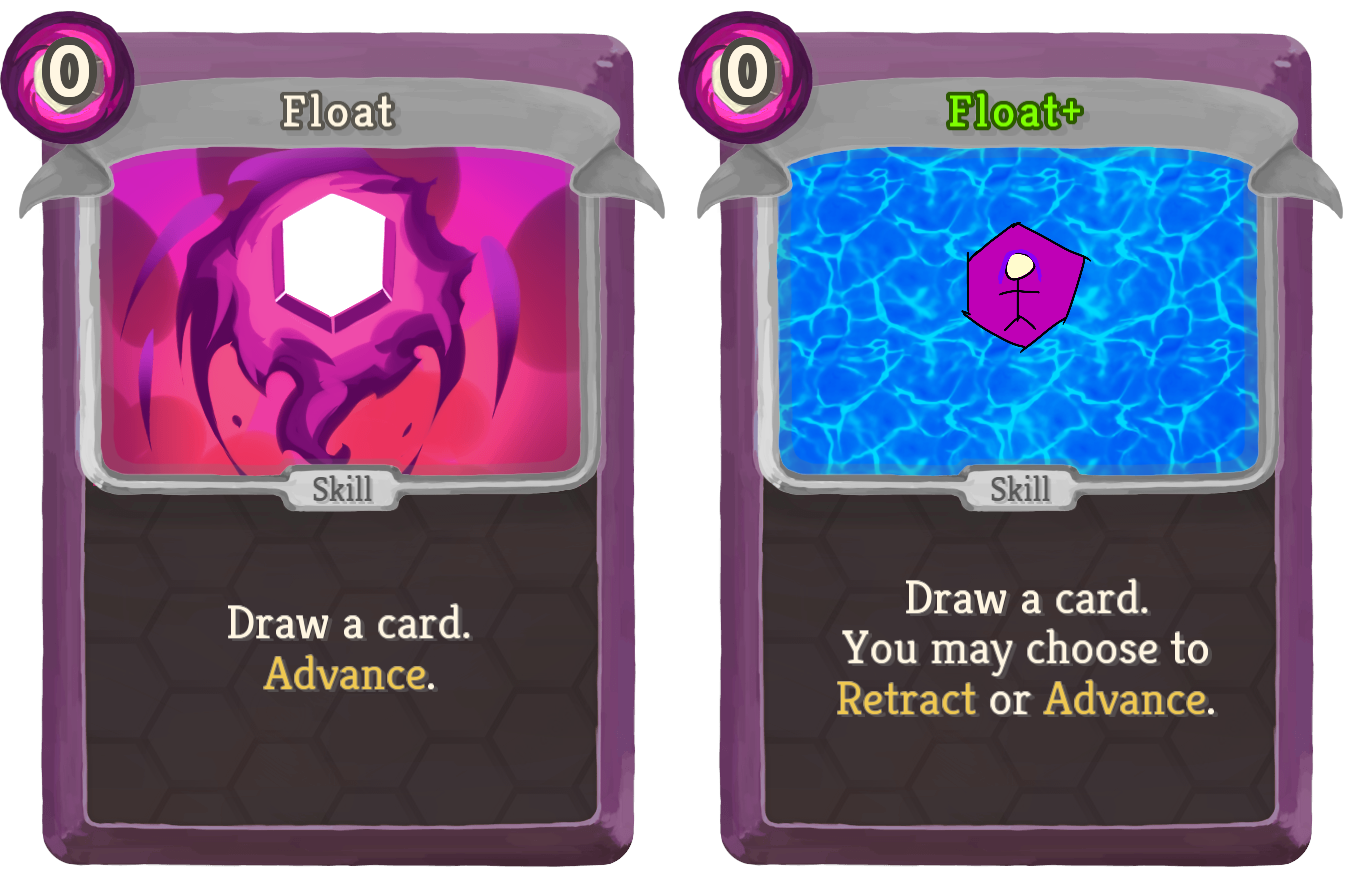 0
Float
Skill
Draw a card.
Advance.
0
Float+
Skill
Draw a card.
You may choose to
Retract or Advance.